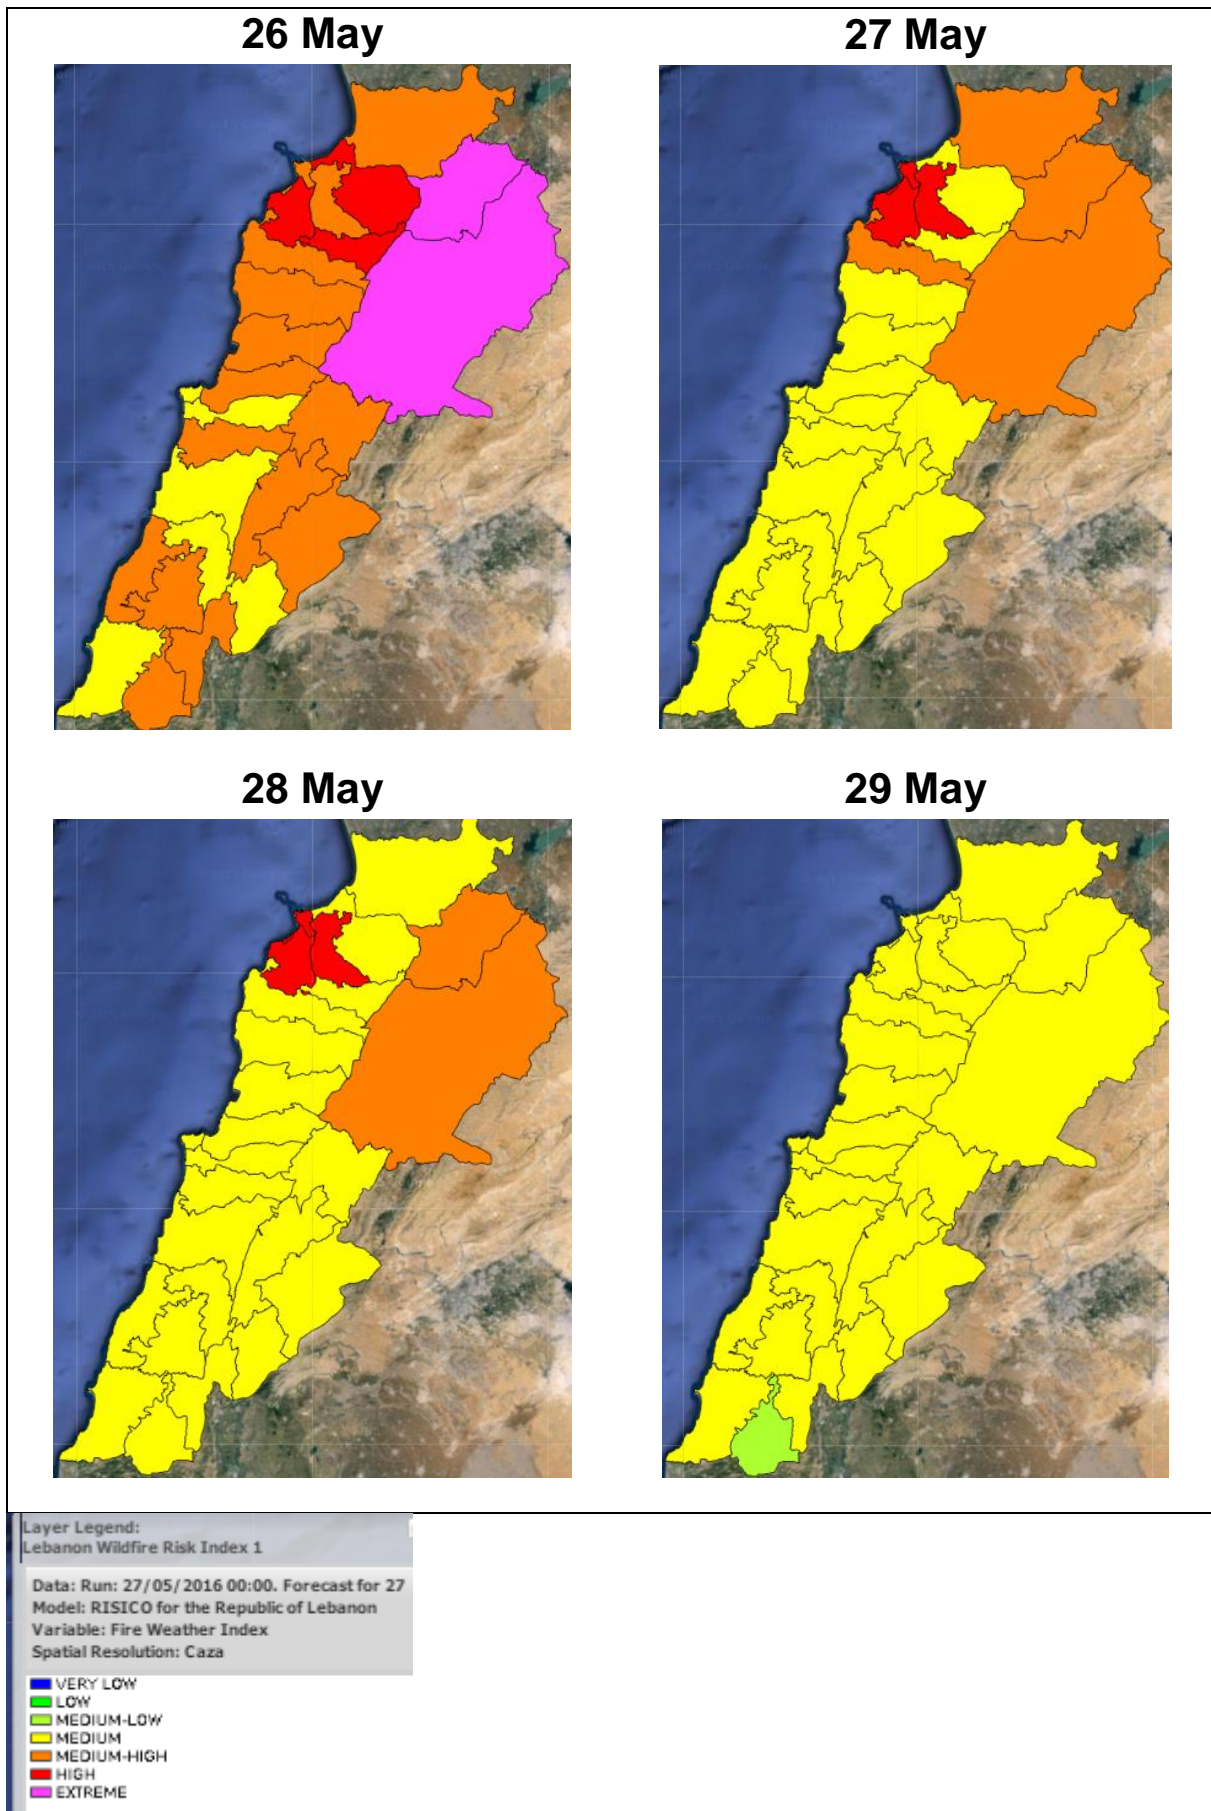 26 May
27 May
28 May
29 May
Layer Legend:
Lebanon Wildfire Risk Index 1
Data: Run: 27/05/2016 00:00. Forecast for 27
Model: RISICO for the Republic of Lebanon
Variable: Fire Weather Index
Spatial Resolution: Caza
VERY LOW
LOW
MEDIUM-LOW
MEDIUM
MEDIUM-HIGH
HIGH
EXTREME